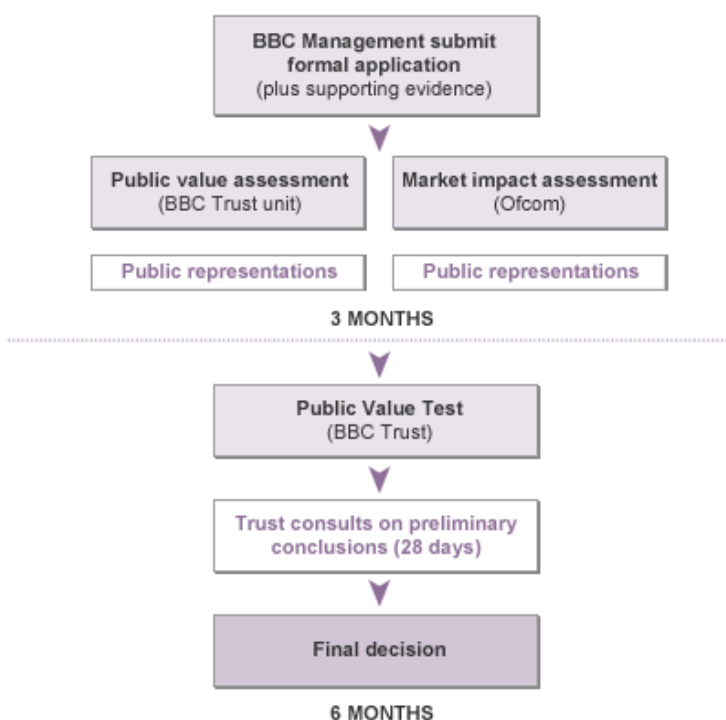 BBC Management submit
formal application
(plus supporting evidence)
Public value assessment
(BBC Trust unit)
Market impact assessment
(Ofcom)
Public representations
Public representations
3 MONTHS
Public Value Test
(BBC Trust)
Trust consults on preliminary
conclusions (28 days)
Final decision
6 MONTHS